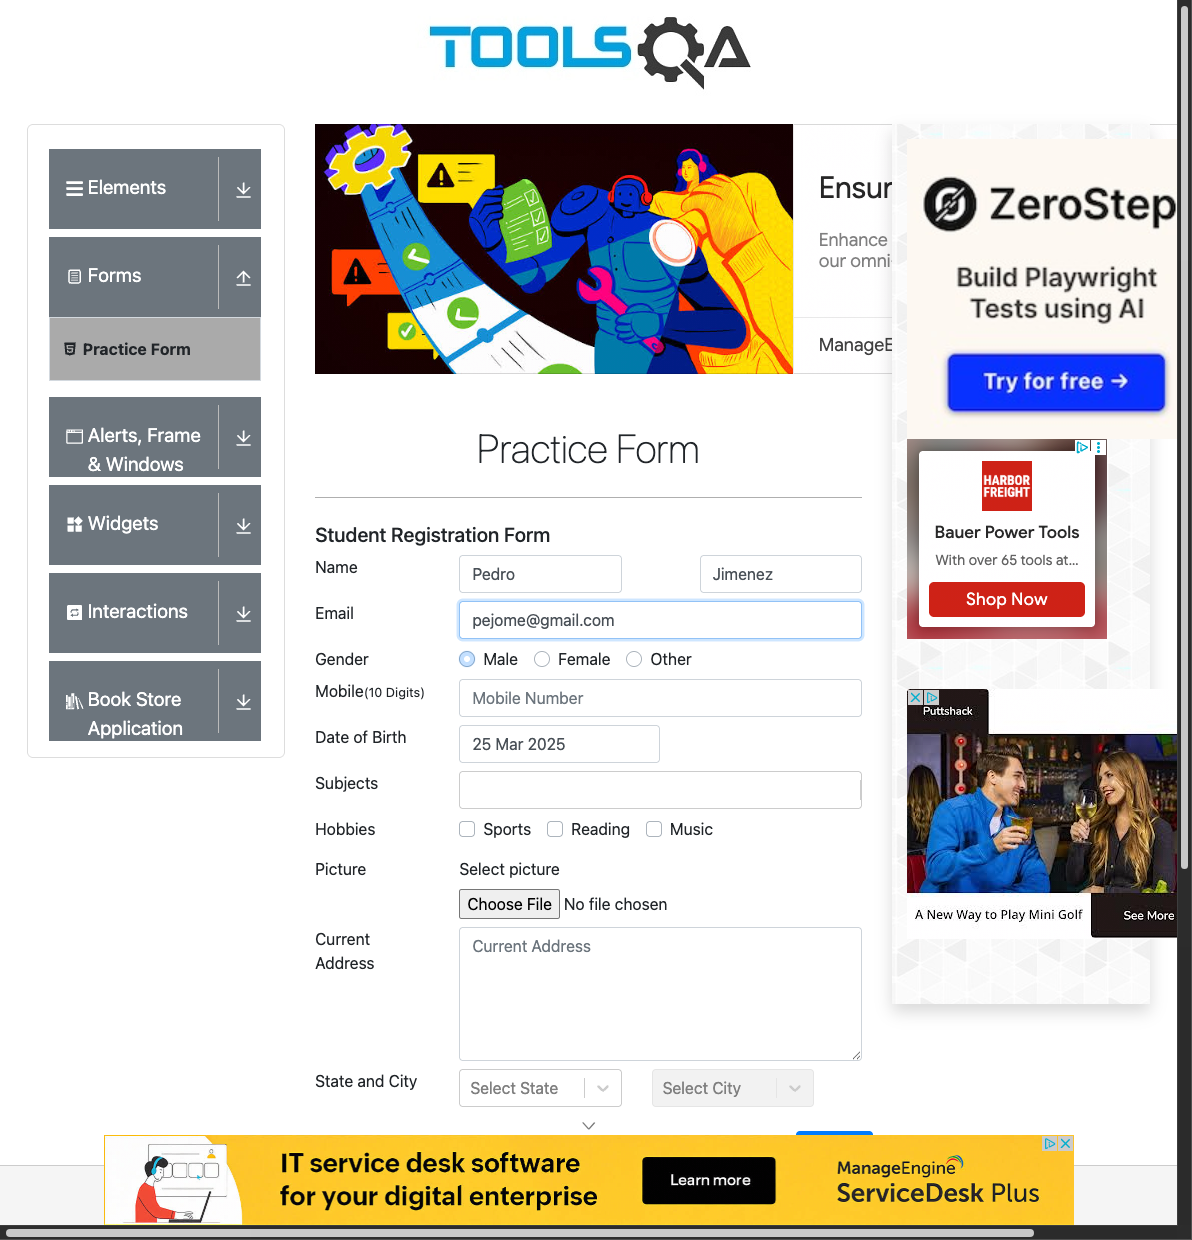 TOOLSQA
Elements
Forms
Practice Form
Alerts, Frame
& Windows
Widgets
Interactions
Book Store
Application
Ensur
Enhance
our omni
ManageE
ZeroStep
Build Playwright
Tests using AI
Try for free →
HARBOR
FREIGHT
Bauer Power Tools
With over 65 tools at...
Shop Now
Puttshack
A New Way to Play Mini Golf
See More
Practice Form
Student Registration Form
Name
Pedro
Jimenez
Email
pejome@gmail.com
Gender
Male
Female
Other
Mobile(10 Digits)
Mobile Number
Date of Birth
25 Mar 2025
Subjects
Hobbies
Sports
Reading
Music
Picture
Select picture
Choose File No file chosen
Current
Address
Current Address
State and City
Select State
Select City
IT service desk software
for your digital enterprise
Learn more
ManageEngine
ServiceDesk Plus